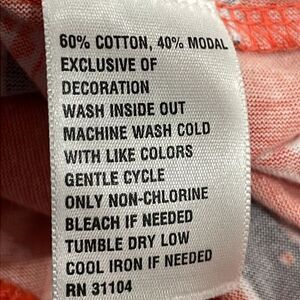 60% COTTON, 40% MODAL
EXCLUSIVE OF
DECORATION
WASH INSIDE OUT
MACHINE WASH COLD
WITH LIKE COLORS
GENTLE CYCLE
ONLY NON-CHLORINE
BLEACH IF NEEDED
TUMBLE DRY LOW
COOL IRON IF NEEDED
RN 31104